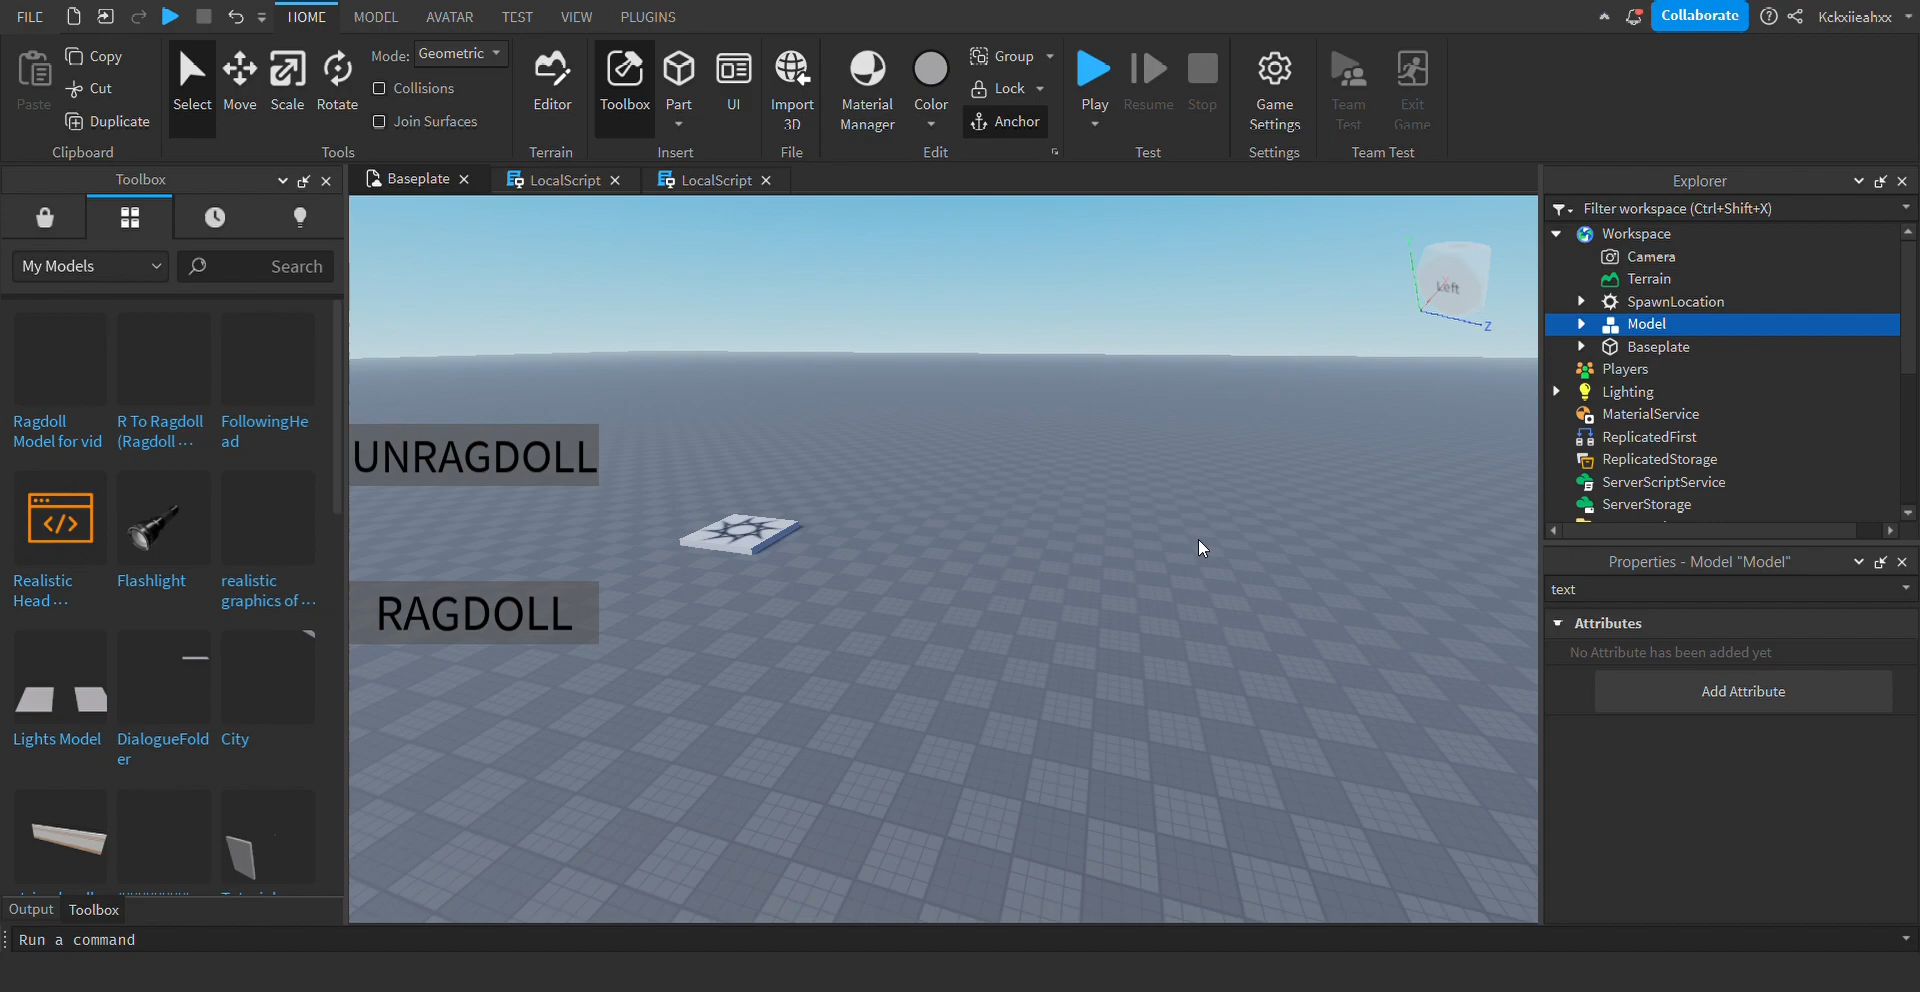 FILE
HOME
MODEL
AVATAR
TEST
VIEW
PLUGINS
Collaborate
Kckxiieahxx
Paste
Copy
Cut
Duplicate
Clipboard
Select
Move
Scale
Rotate
Mode: Geometric
Collisions
Join Surfaces
Tools
Editor
Terrain
Toolbox
Part
UI
Insert
Import
3D
File
Material
Manager
Color
Group
Lock
Anchor
Edit
Play
Resume
Stop
Test
Game
Settings
Settings
Team
Test
Exit
Game
Team Test
Toolbox
My Models
Search
Ragdoll
Model for vid
R To Ragdoll
(Ragdoll ...
FollowingHe
ad
Realistic
Head ...
Flashlight
realistic
graphics of ...
Lights Model
DialogueFold
er
City
Output
Toolbox
Run a command
Baseplate
LocalScript
LocalScript
Left
Z
UNRAGDOLL
RAGDOLL
Explorer
Filter workspace (Ctrl+Shift+X)
Workspace
Camera
Terrain
SpawnLocation
Model
Baseplate
Players
Lighting
MaterialService
ReplicatedFirst
ReplicatedStorage
ServerScriptService
ServerStorage
Properties - Model "Model"
text
Attributes
No Attribute has been added yet
Add Attribute